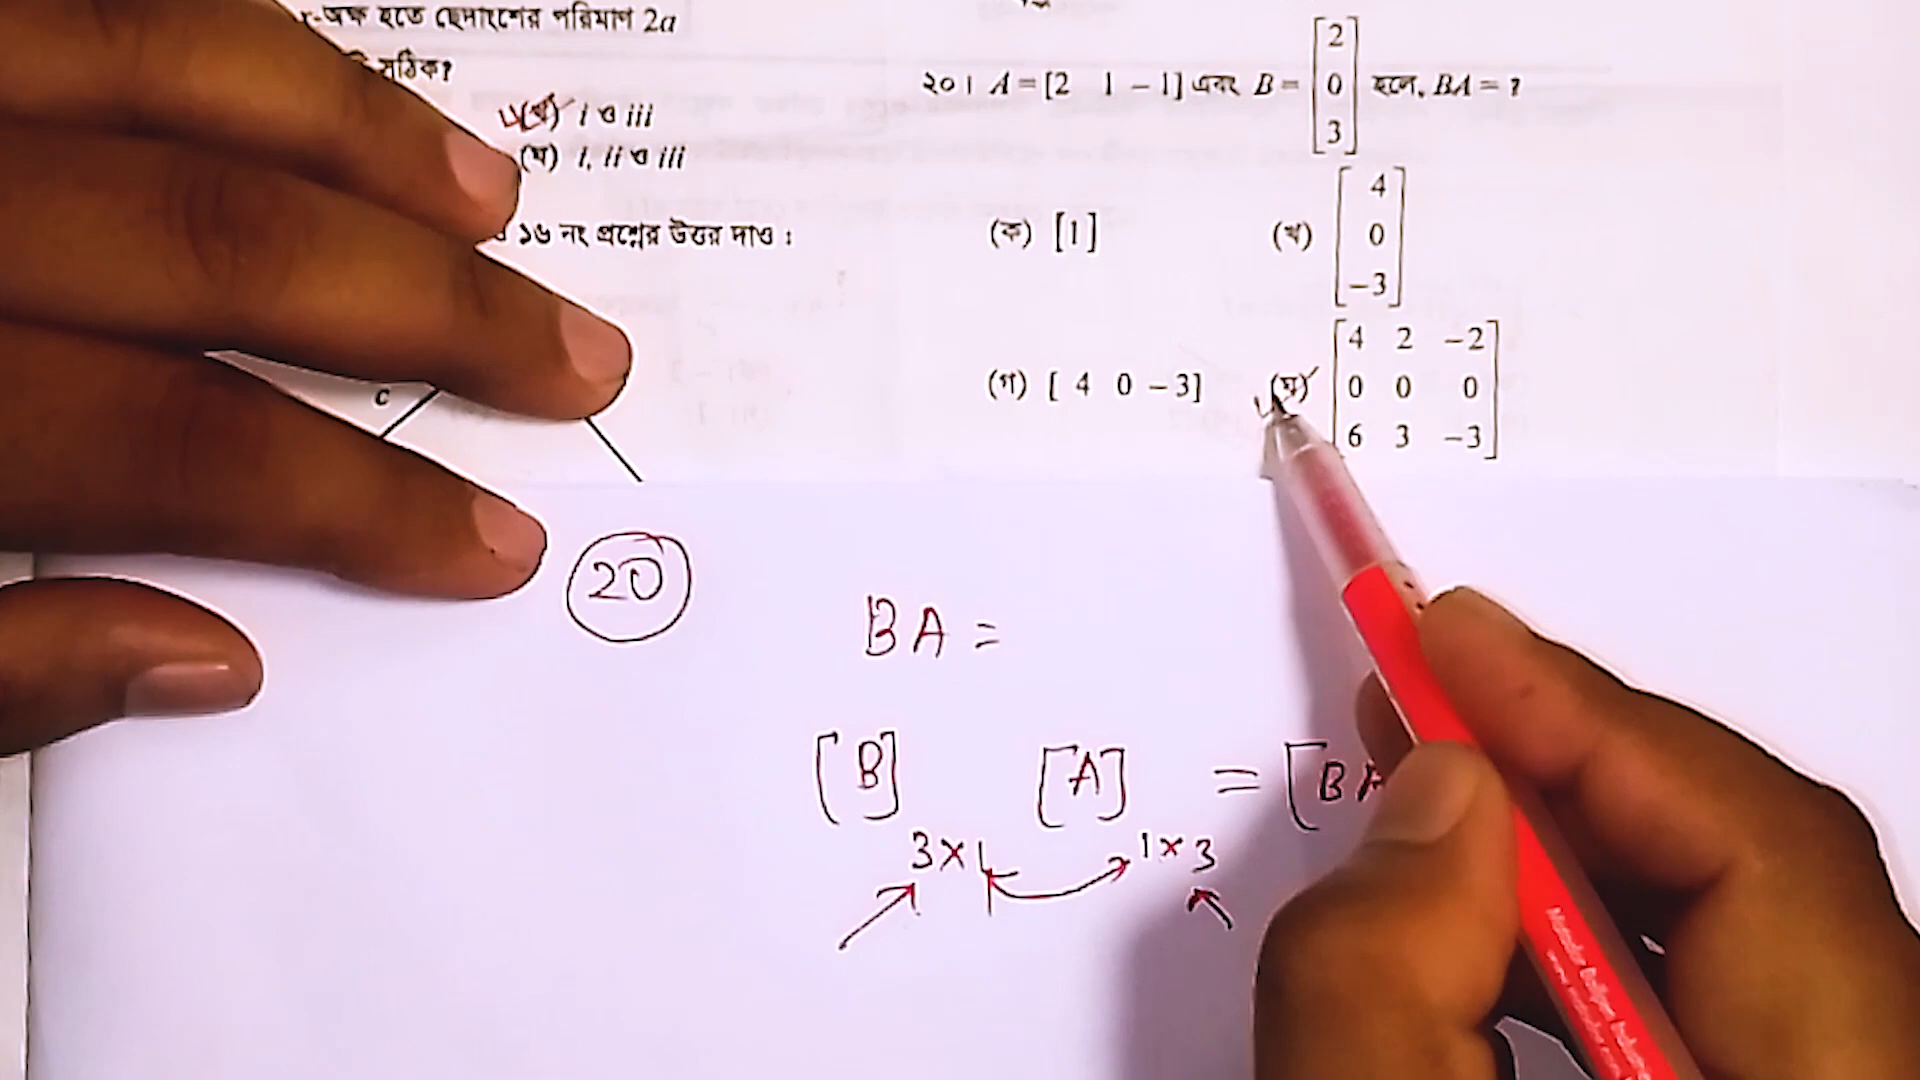 -অক্ষ হতে ছেদাংশের পরিমাণ 2a
সঠিক?
(খ) i ও iii
(ঘ) i, ii ও iii
১৬ নং প্রশ্নের উত্তর দাও :
c
২০। A = [2 1 – 1] এবং B = [2 0 3] হলে, BA = ?
(ক) [1]
(খ) [4 0 –3]
(গ) [ 4 0 – 3]
(ঘ) [4 2 –2
0 0 0
6 3 –3]
20
BA =
[B] 3×1 [A] 1×3 = [BA